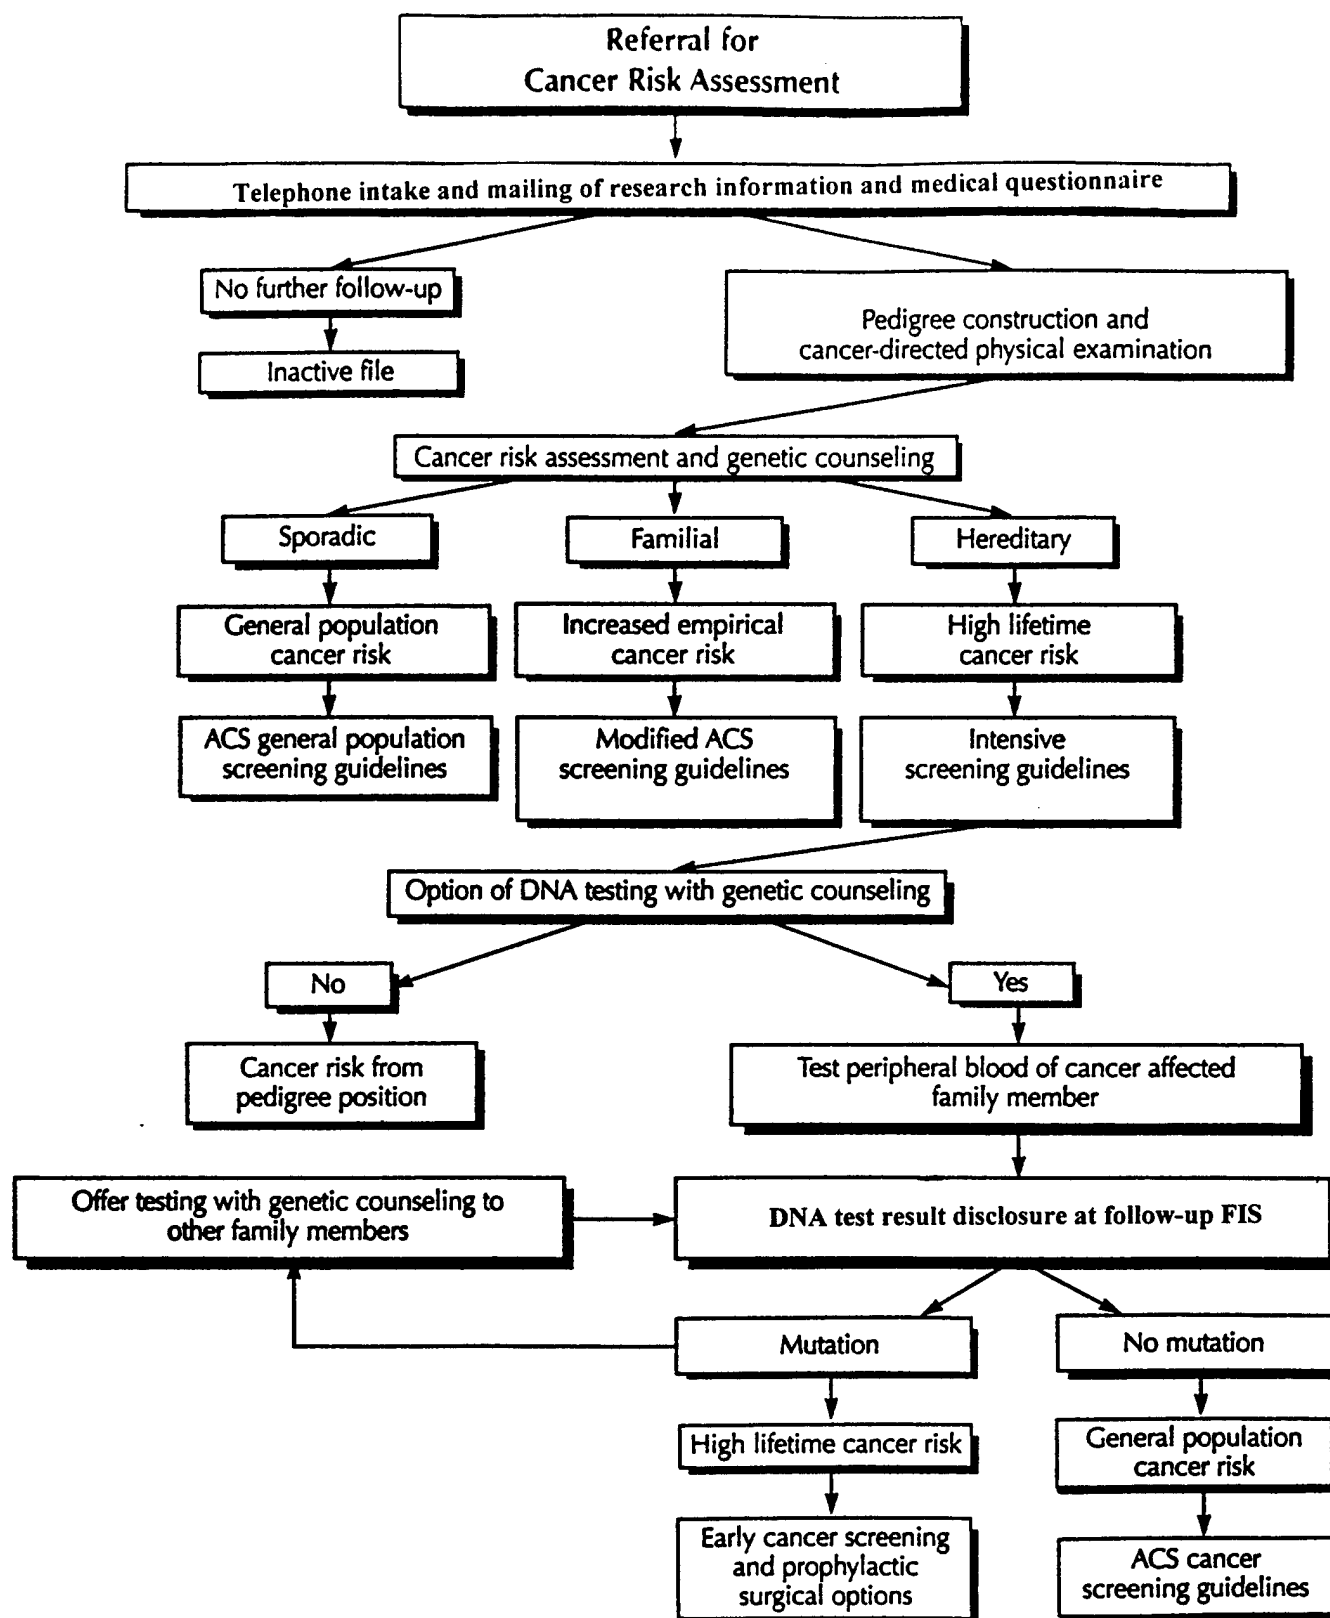 Referral for
Cancer Risk Assessment
Telephone intake and mailing of research information and medical questionnaire
No further follow-up
Inactive file
Pedigree construction and
cancer-directed physical examination
Cancer risk assessment and genetic counseling
Sporadic
Familial
Hereditary
General population
cancer risk
Increased empirical
cancer risk
High lifetime
cancer risk
ACS general population
screening guidelines
Modified ACS
screening guidelines
Intensive
screening guidelines
Option of DNA testing with genetic counseling
No
Yes
Cancer risk from
pedigree position
Test peripheral blood of cancer affected
family member
Offer testing with genetic counseling to
other family members
DNA test result disclosure at follow-up FIS
Mutation
No mutation
High lifetime cancer risk
General population
cancer risk
Early cancer screening
and prophylactic
surgical options
ACS cancer
screening guidelines